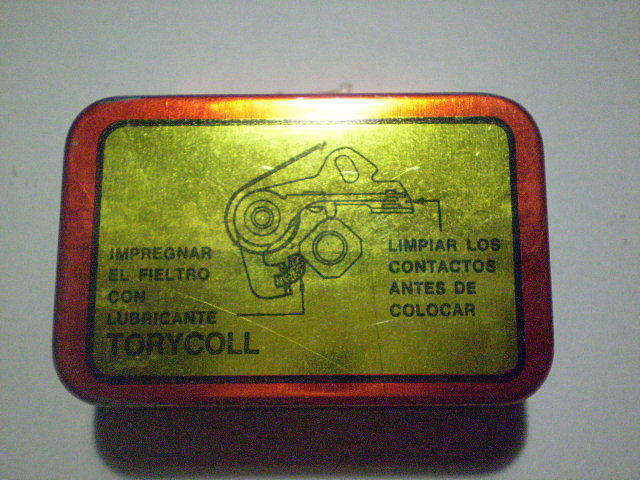 IMPREGNAR
EL FIELTRO
CON
LUBRICANTE
TORYCOLL
LIMPIAR LOS
CONTACTOS
ANTES DE
COLOCAR